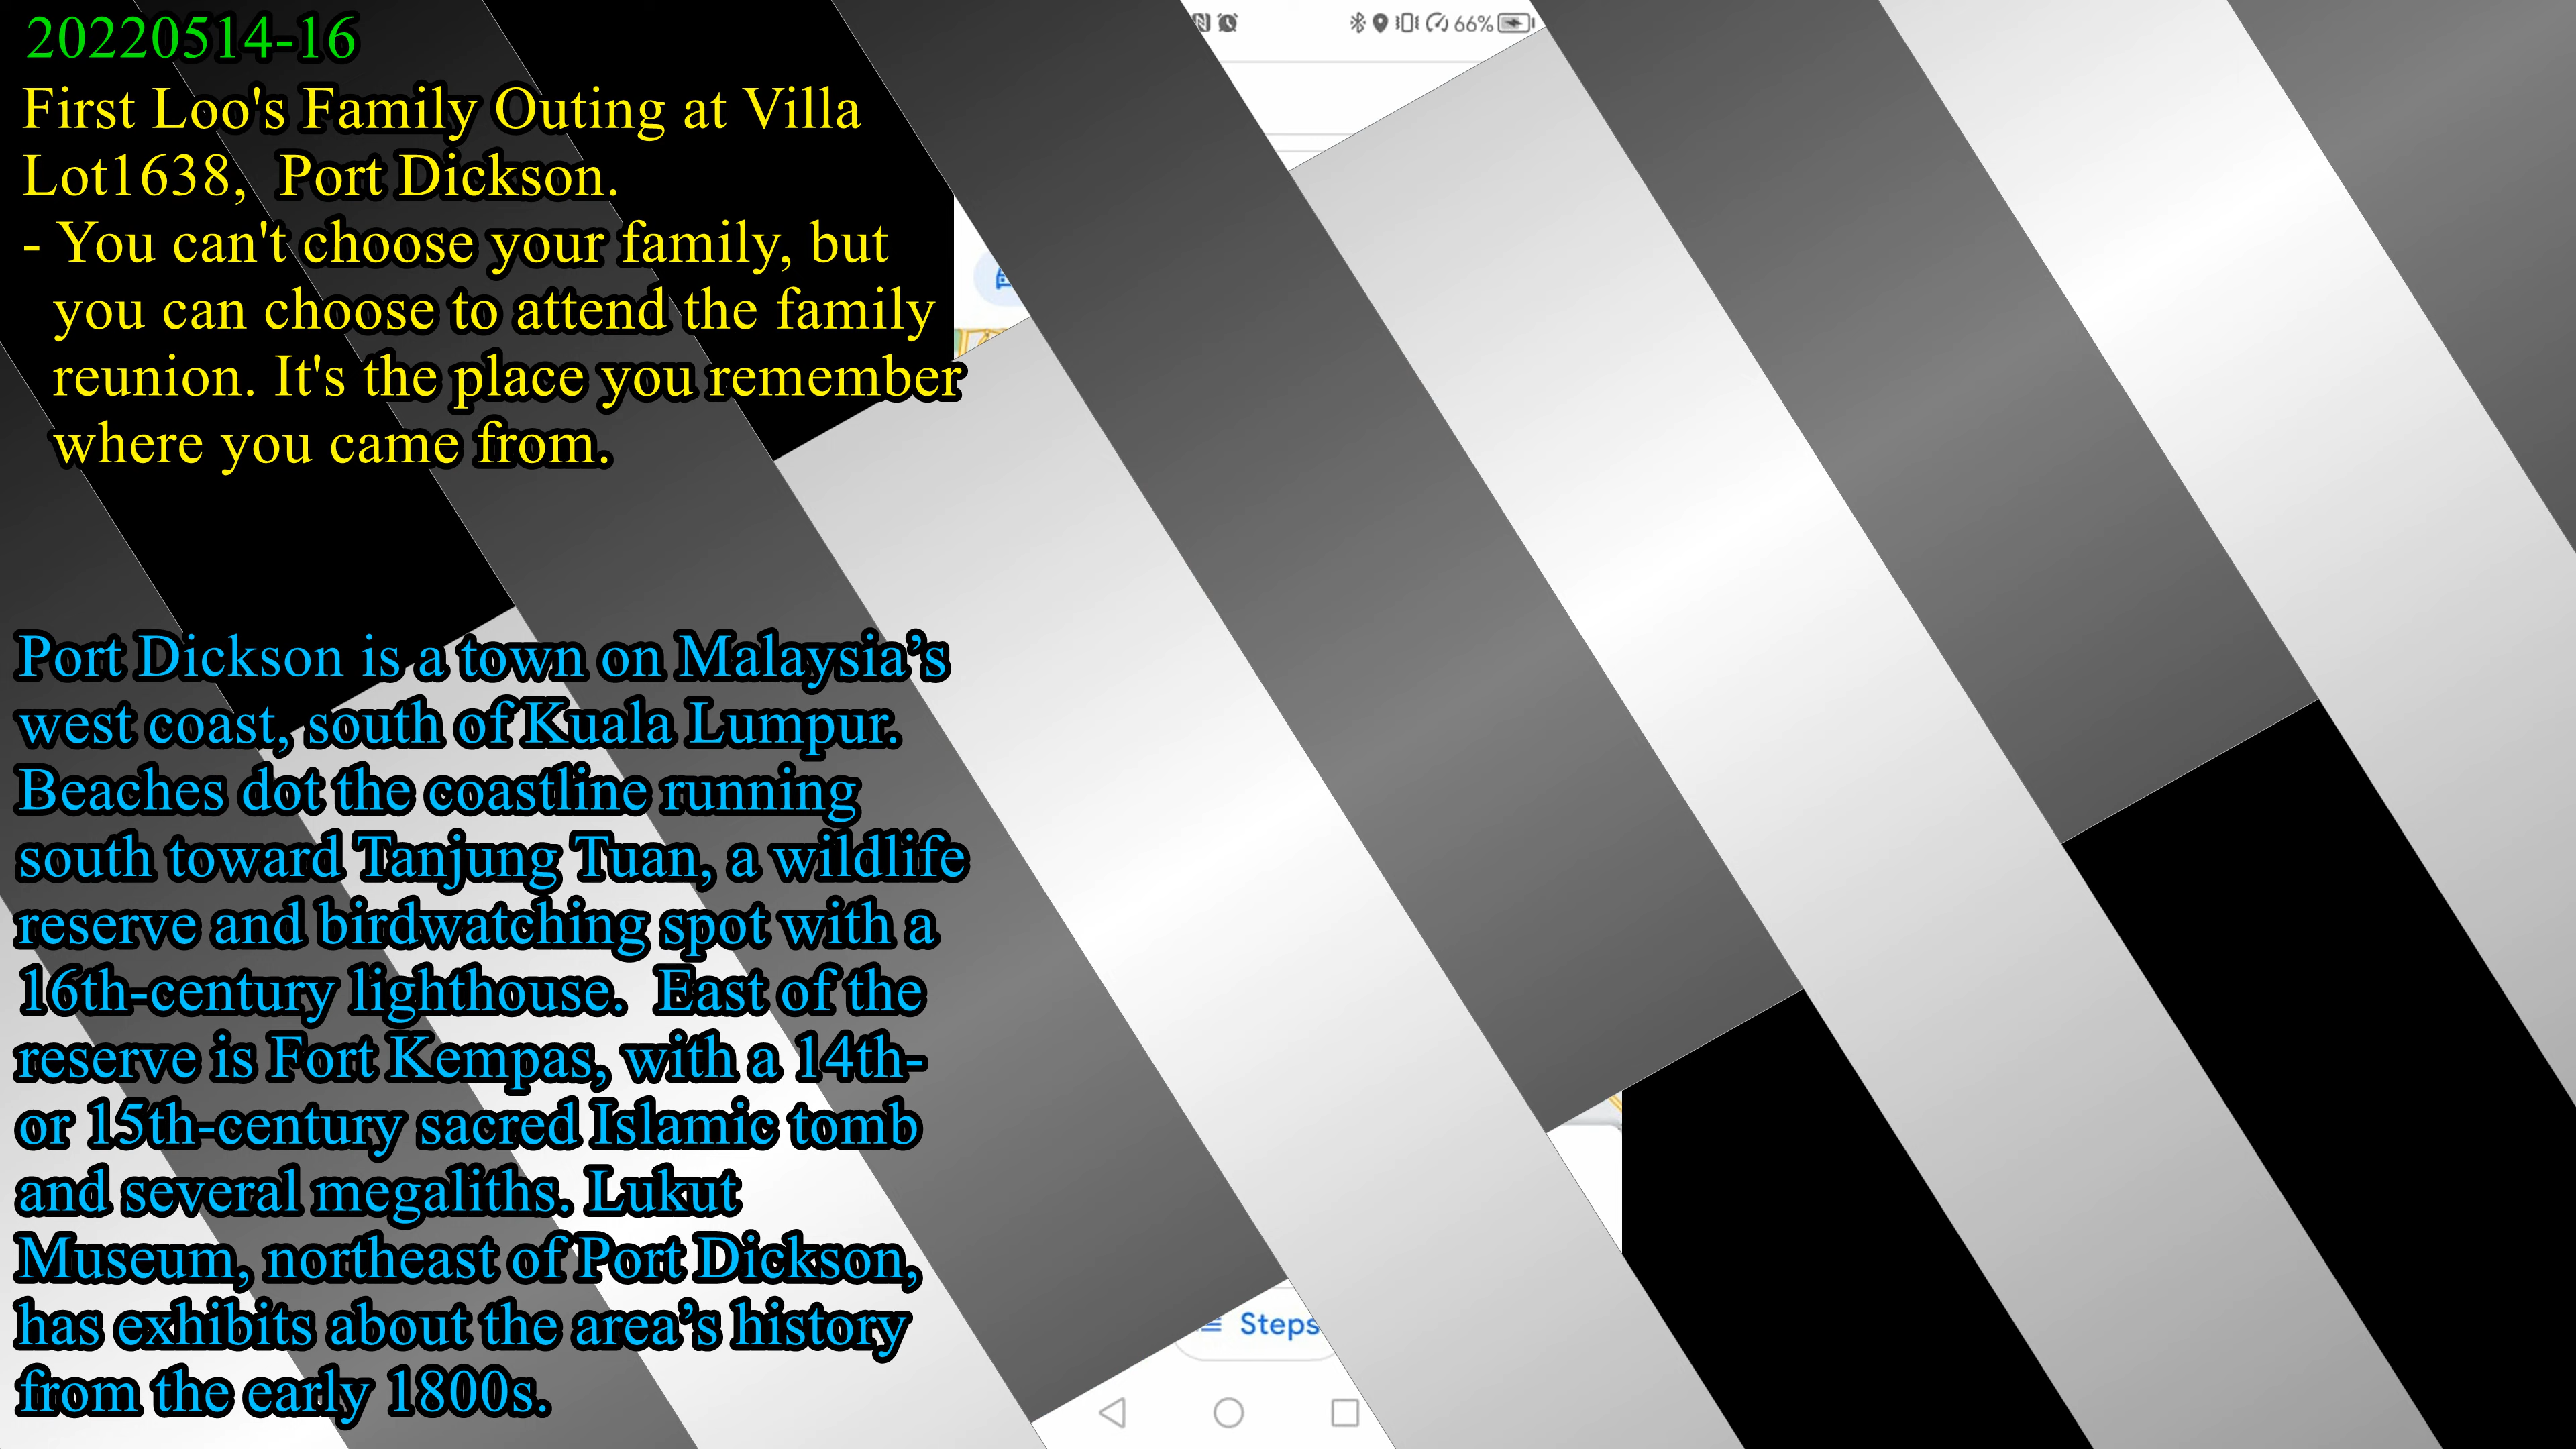 20220514-16
66%
First Loo's Family Outing at Villa
Lot1638, Port Dickson.
- You can't choose your family, but
you can choose to attend the family
reunion. It's the place you remember
where you came from.
Port Dickson is a town on Malaysia’s
west coast, south of Kuala Lumpur.
Beaches dot the coastline running
south toward Tanjung Tuan, a wildlife
reserve and birdwatching spot with a
16th-century lighthouse. East of the
reserve is Fort Kempas, with a 14th-
or 15th-century sacred Islamic tomb
and several megaliths. Lukut
Museum, northeast of Port Dickson,
has exhibits about the area’s history
from the early 1800s.
Steps